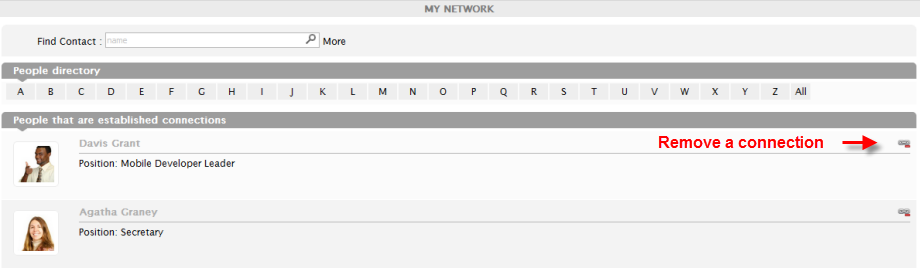 MY NETWORK
Find Contact : name More
People directory
A B C D E F G H I J K L M N O P Q R S T U V W X Y Z All
People that are established connections
Davis Grant
Remove a connection
Position: Mobile Developer Leader
Agatha Graney
Position: Secretary